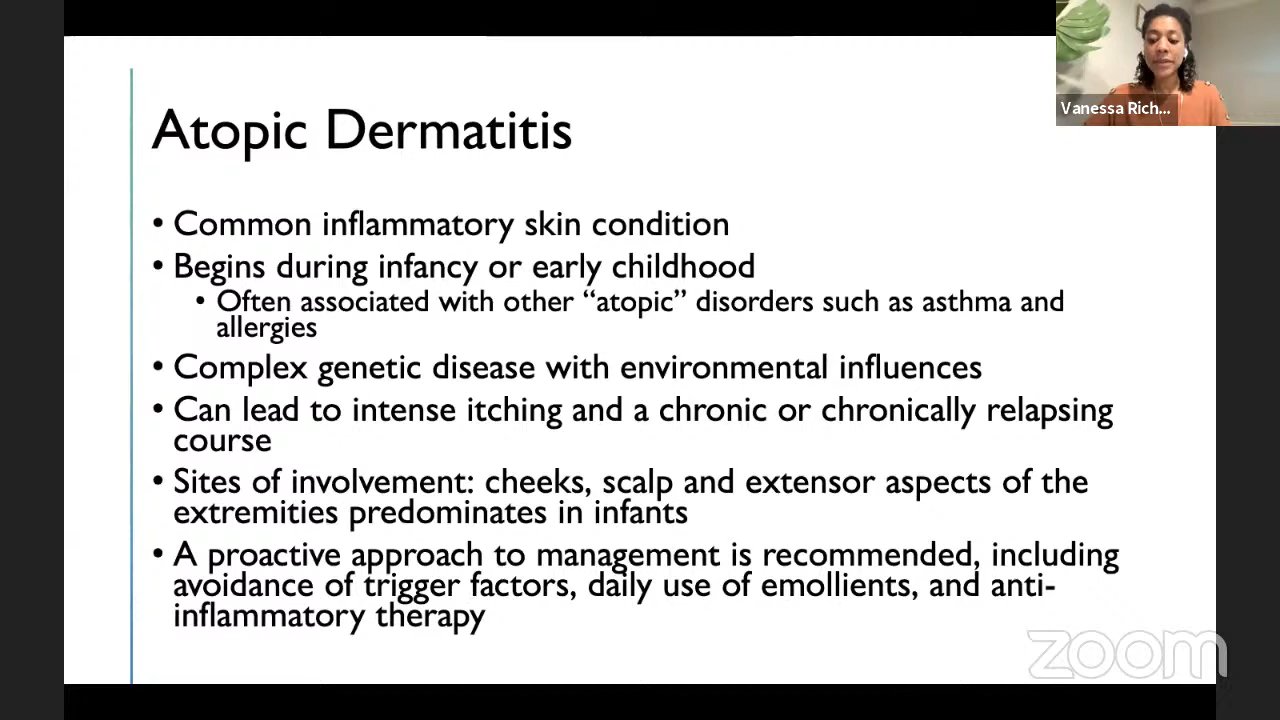 Atopic Dermatitis
• Common inflammatory skin condition
• Begins during infancy or early childhood
• Often associated with other “atopic” disorders such as asthma and
allergies
• Complex genetic disease with environmental influences
• Can lead to intense itching and a chronic or chronically relapsing
course
• Sites of involvement: cheeks, scalp and extensor aspects of the
extremities predominates in infants
• A proactive approach to management is recommended, including
avoidance of trigger factors, daily use of emollients, and anti-
inflammatory therapy
Vanessa Rich...
zoom